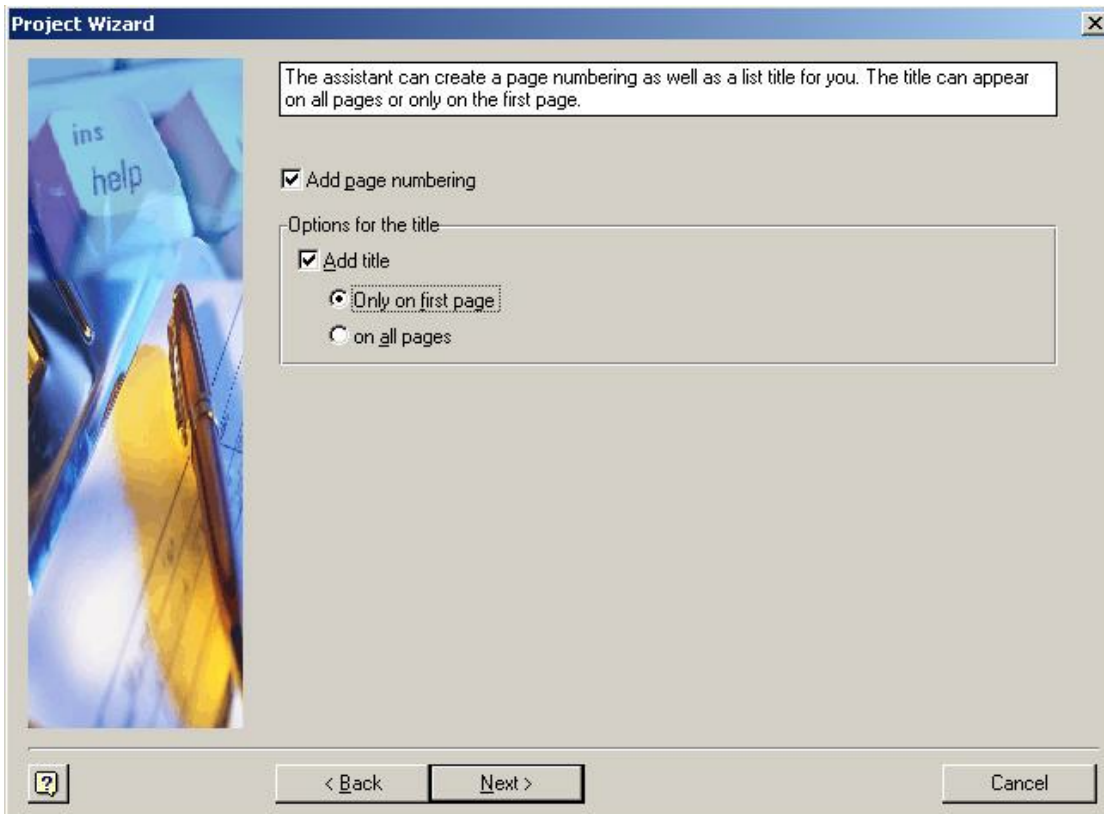 Project Wizard
The assistant can create a page numbering as well as a list title for you. The title can appear
on all pages or only on the first page.
ins
help
Add page numbering
Options for the title
Add title
Only on first page
on all pages
?
< Back
Next >
Cancel